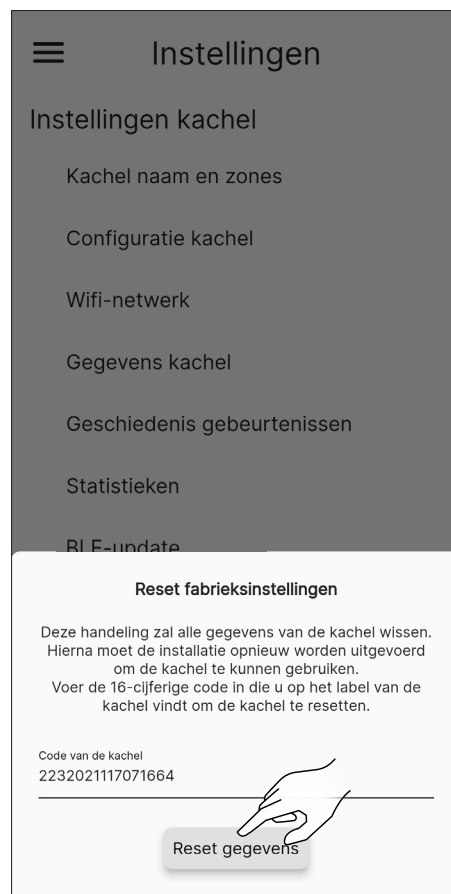 Instellingen
Instellingen kachel
Kachel naam en zones
Configuratie kachel
Wifi-netwerk
Gegevens kachel
Geschiedenis gebeurtenissen
Statistieken
BLE-update
Reset fabrieksinstellingen
Deze handeling zal alle gegevens van de kachel wissen.
Hierna moet de installatie opnieuw worden uitgevoerd
om de kachel te kunnen gebruiken.
Voer de 16-cijferige code in die u op het label van de
kachel vindt om de kachel te resetten.
Code van de kachel
2232021117071664
Reset gegevens